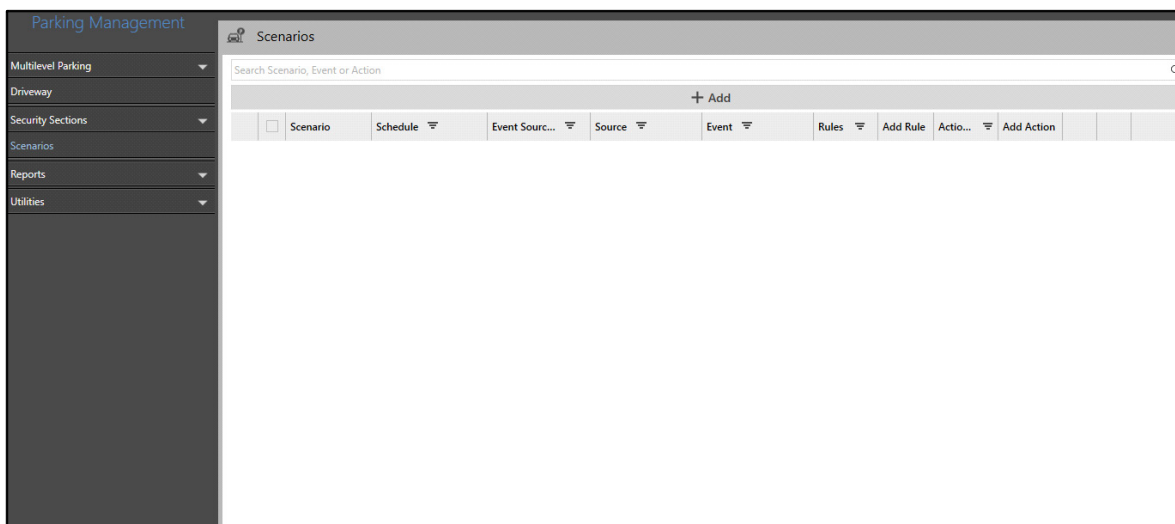 Parking Management
Scenarios
Multilevel Parking
Search Scenario, Event or Action
Driveway
+ Add
Security Sections
Scenario Schedule Event Sourc... Source Event Rules Add Rule Actio... Add Action
Scenarios
Reports
Utilities